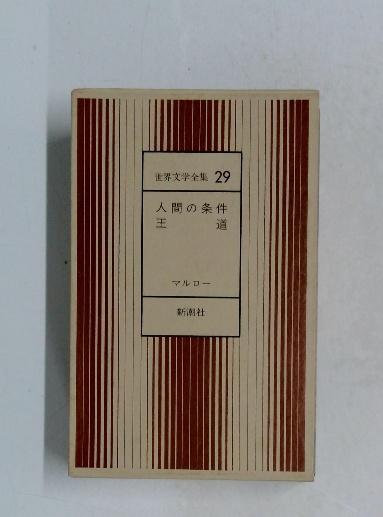 世界文学全集 29
人間の条件
王道
マルロー
新潮社